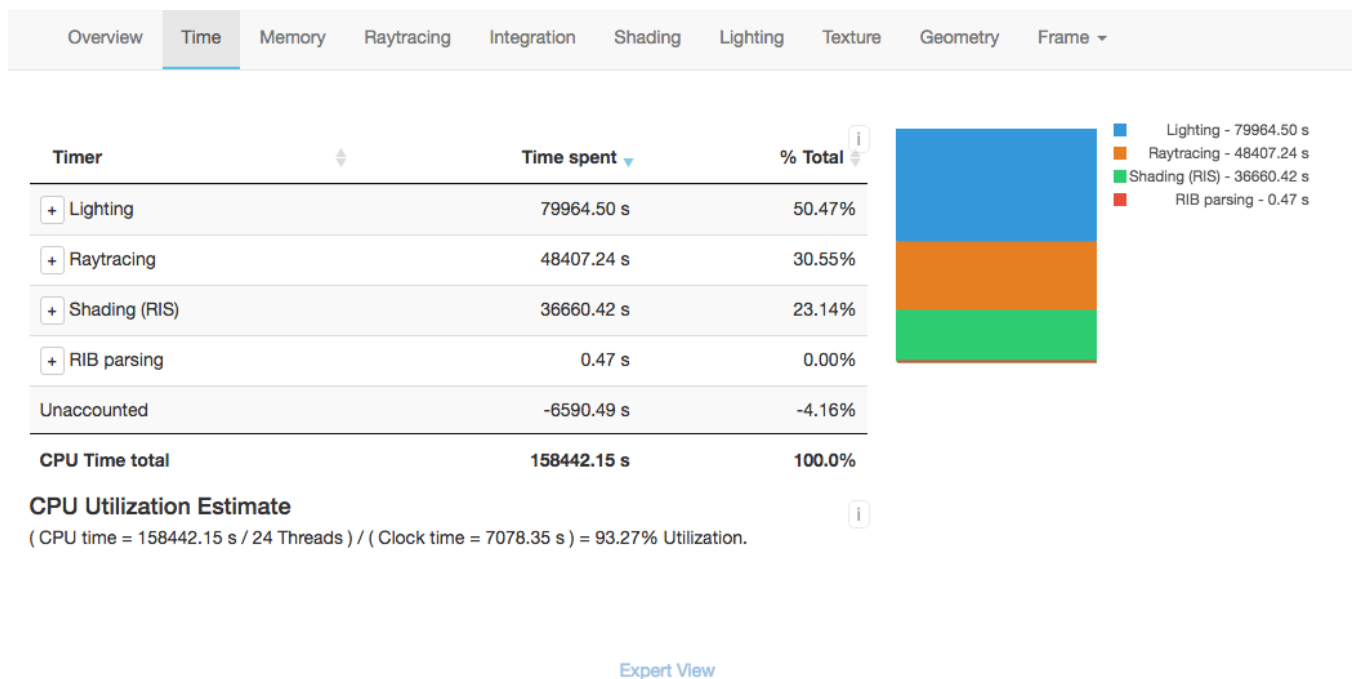 Overview Time Memory Raytracing Integration Shading Lighting Texture Geometry Frame
Timer Time spent % Total i
+ Lighting 79964.50 s 50.47%
+ Raytracing 48407.24 s 30.55%
+ Shading (RIS) 36660.42 s 23.14%
+ RIB parsing 0.47 s 0.00%
Unaccounted -6590.49 s -4.16%
CPU Time total 158442.15 s 100.0%
Lighting - 79964.50 s
Raytracing - 48407.24 s
Shading (RIS) - 36660.42 s
RIB parsing - 0.47 s
CPU Utilization Estimate i
( CPU time = 158442.15 s / 24 Threads ) / ( Clock time = 7078.35 s ) = 93.27% Utilization.
Expert View